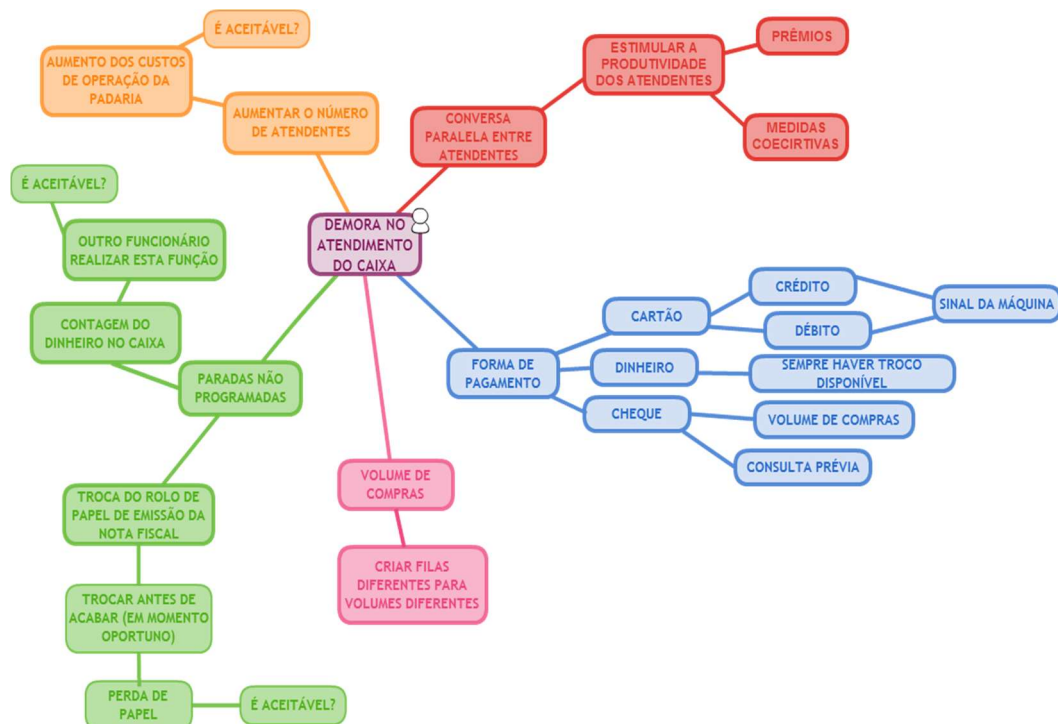 É ACEITÁVEL?
AUMENTO DOS CUSTOS
DE OPERAÇÃO DA
PADARIA
AUMENTAR O NÚMERO
DE ATENDENTES
CONVERSA
PARALELA ENTRE
ATENDENTES
ESTIMULAR A
PRODUTIVIDADE
DOS ATENDENTES
PRÊMIOS
MEDIDAS
COECIRTIVAS
É ACEITÁVEL?
OUTRO FUNCIONÁRIO
REALIZAR ESTA FUNÇÃO
CONTAGEM DO
DINHEIRO NO CAIXA
PARADAS NÃO
PROGRAMADAS
DEMORA NO
ATENDIMENTO
DO CAIXA
FORMA DE
PAGAMENTO
CARTÃO
CRÉDITO
DÉBITO
SINAL DA MÁQUINA
DINHEIRO
SEMPRE HAVER TROCO
DISPONÍVEL
CHEQUE
VOLUME DE COMPRAS
CONSULTA PRÉVIA
VOLUME DE
COMPRAS
CRIAR FILAS
DIFERENTES PARA
VOLUMES DIFERENTES
TROCA DO ROLO DE
PAPEL DE EMISSÃO DA
NOTA FISCAL
TROCAR ANTES DE
ACABAR (EM MOMENTO
OPORTUNO)
PERDA DE
PAPEL
É ACEITÁVEL?